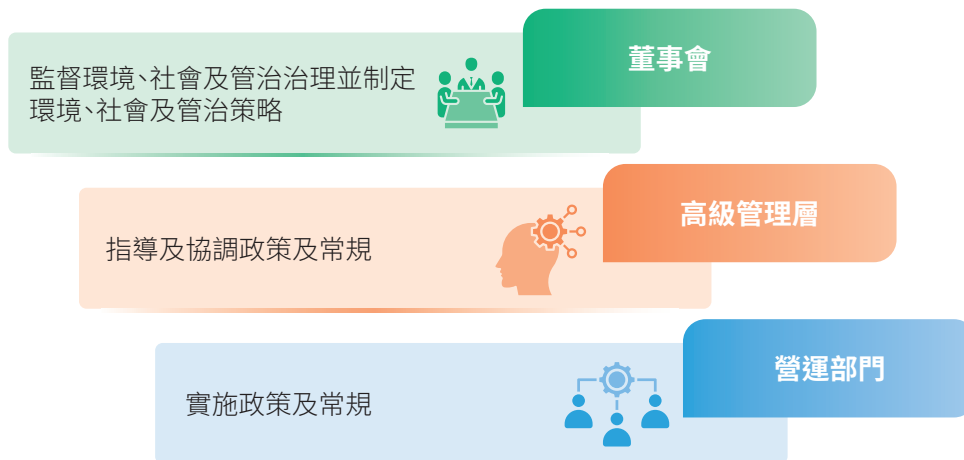 董事會
監督環境、社會及管治治理並制定
環境、社會及管治策略
高級管理層
指導及協調政策及常規
營運部門
實施政策及常規